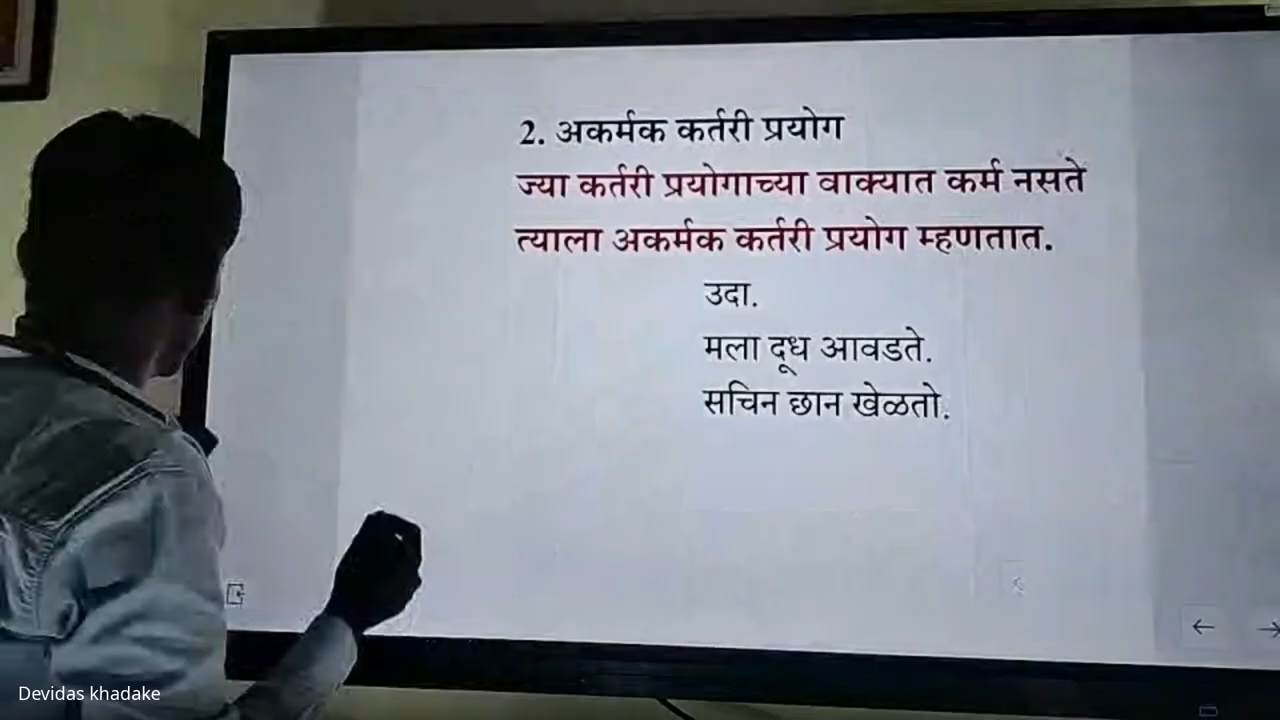 2. अकर्मक कर्तरी प्रयोग
ज्या कर्तरी प्रयोगाच्या वाक्यात कर्म नसते
त्याला अकर्मक कर्तरी प्रयोग म्हणतात.
उदा.
मला दूध आवडते.
सचिन छान खेळतो.
Devidas khadake